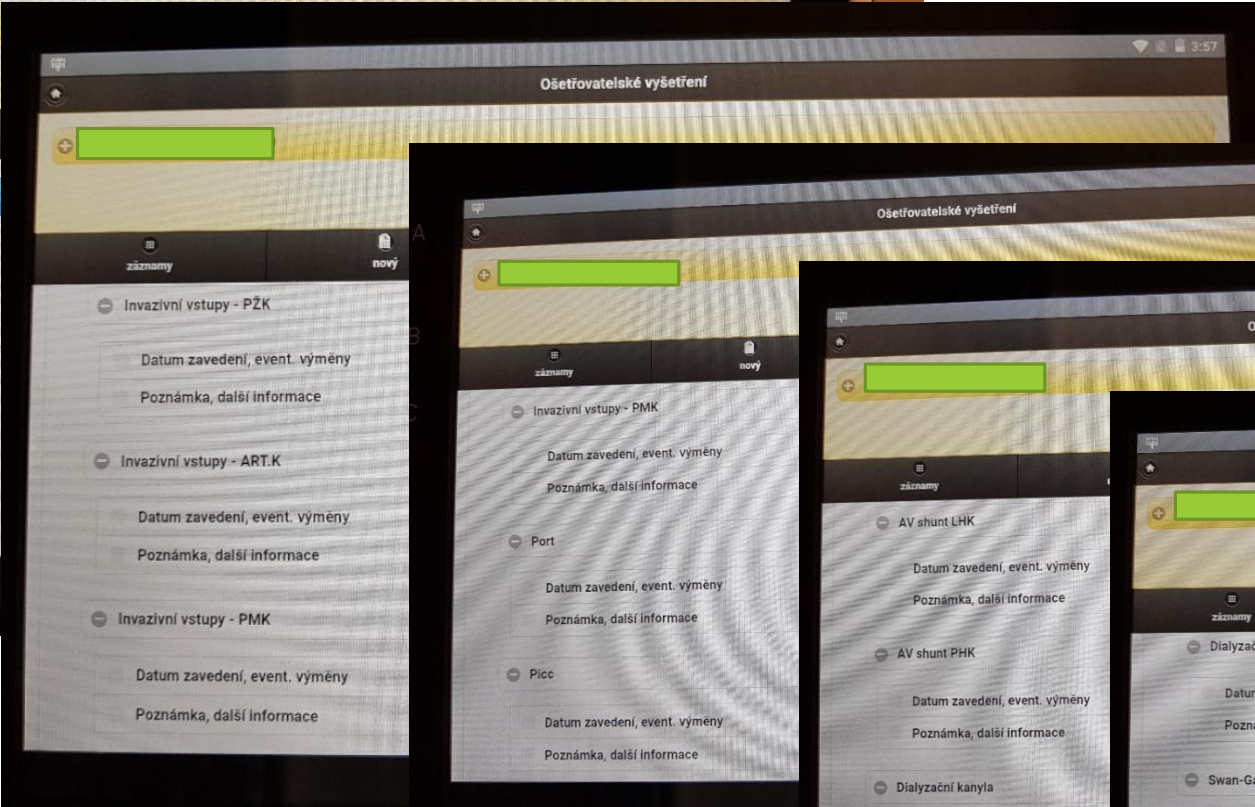 3:57
Ošetřovatelské vyšetření
záznamy
nový
Invazivní vstupy - PŽK
Datum zavedení, event. výměny
Poznámka, další informace
Invazivní vstupy - ART.K
Datum zavedení, event. výměny
Poznámka, další informace
Invazivní vstupy - PMK
Datum zavedení, event. výměny
Poznámka, další informace
A
B
C
Ošetřovatelské vyšetření
záznamy
nový
Invazivní vstupy - PMK
Datum zavedení, event. výměny
Poznámka, další informace
Port
Datum zavedení, event. výměny
Poznámka, další informace
Picc
Datum zavedení, event. výměny
Poznámka, další informace
záznamy
AV shunt LHK
Datum zavedení, event. výměny
Poznámka, další informace
AV shunt PHK
Datum zavedení, event. výměny
Poznámka, další informace
Dialyzační kanyla
záznamy